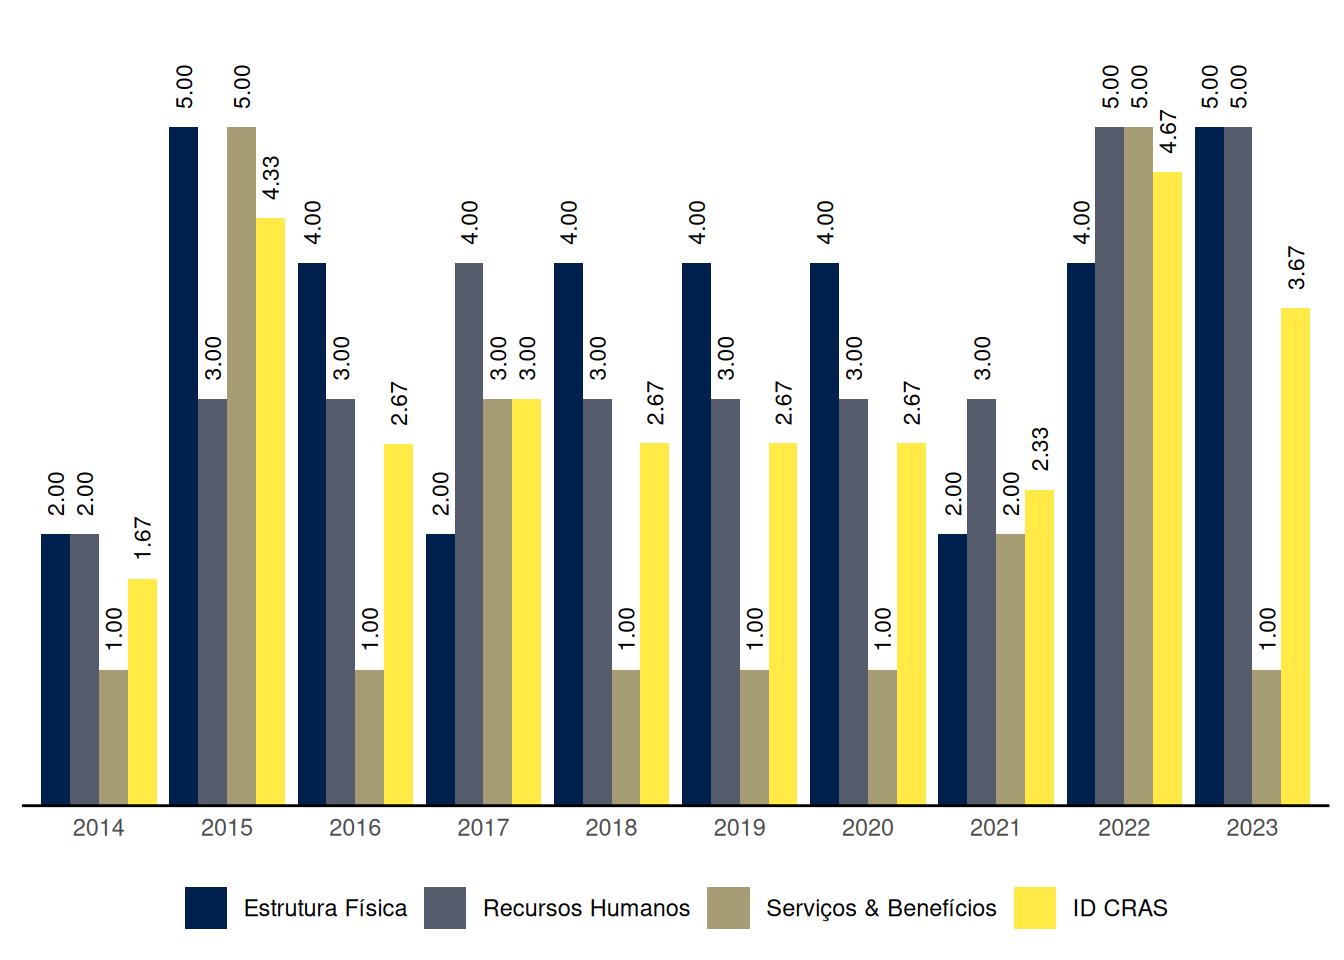 2.00 2.00 1.00 1.67
5.00 3.00 5.00 4.33
4.00 3.00 1.00 2.67
2.00 4.00 3.00 3.00
4.00 3.00 1.00 2.67
4.00 3.00 1.00 2.67
4.00 3.00 1.00 2.67
2.00 3.00 2.00 2.33
4.00 5.00 5.00 4.67
5.00 5.00 1.00 3.67
2014 2015 2016 2017 2018 2019 2020 2021 2022 2023
Estrutura Física Recursos Humanos Serviços & Benefícios ID CRAS